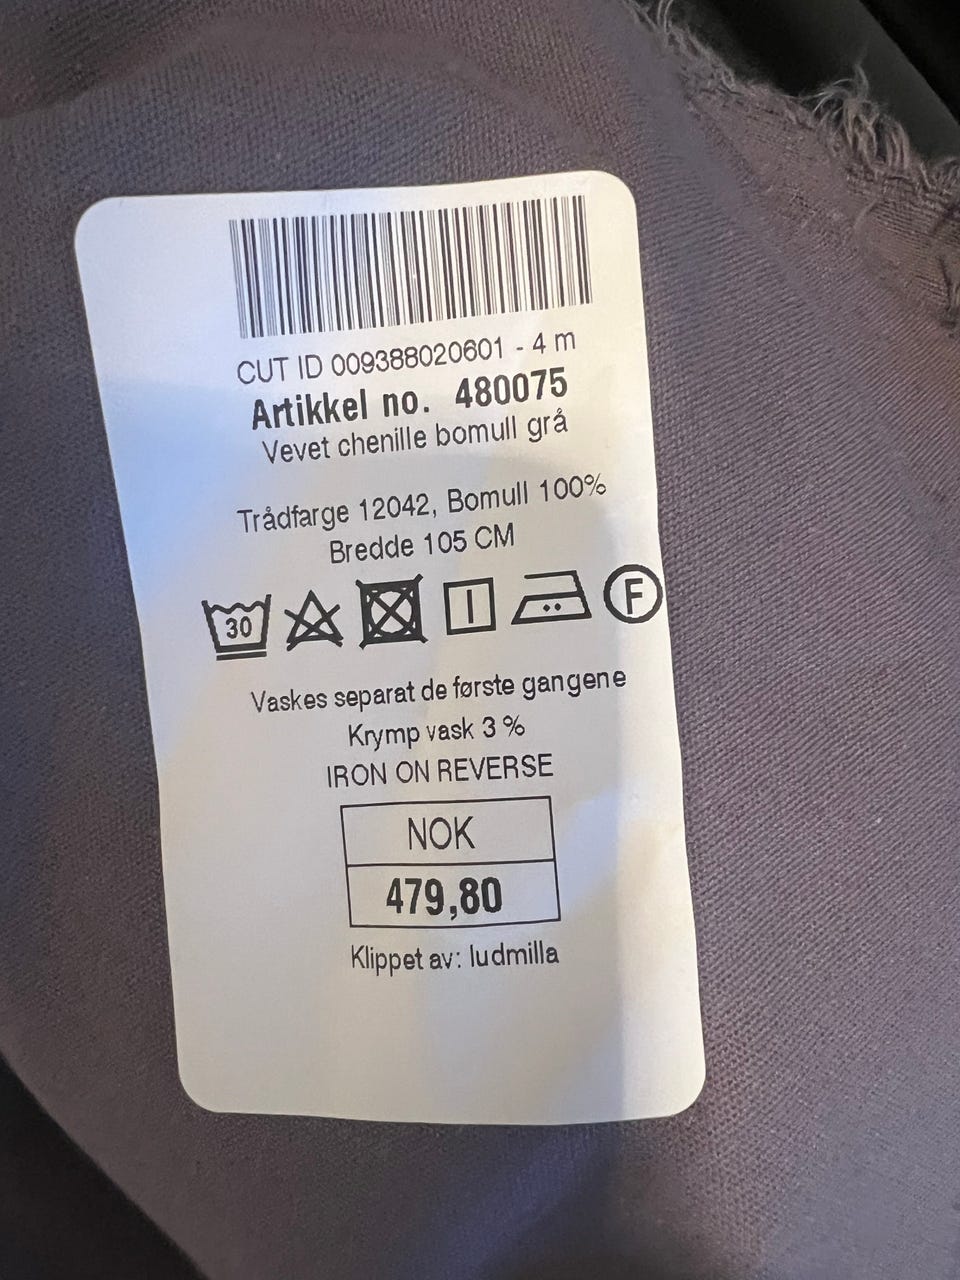 CUT ID 009388020601 - 4 m
Artikkel no. 480075
Vevet chenille bomull grå
Trådfarge 12042, Bomull 100%
Bredde 105 CM
30 F
Vaskes separat de første gangene
Krymp vask 3 %
IRON ON REVERSE
NOK
479,80
Klippet av: ludmilla